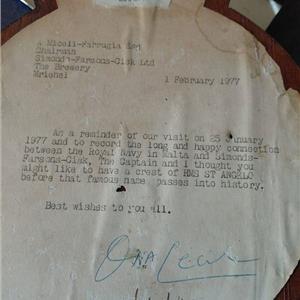 A Miceli-Farrugia Esq
Chairman
Simonds-Farsons-Cisk Ltd
The Brewery
Mriehel
1 February 1977
As a reminder of our visit on 25 January
1977 and to record the long and happy connection
between the Royal Navy in Malta and Simonds-
Farsons-Cisk, The Captain and I thought you
might like to have a crest of HMS ST ANGELO
before that famous name passes into history.
Best wishes to you all.